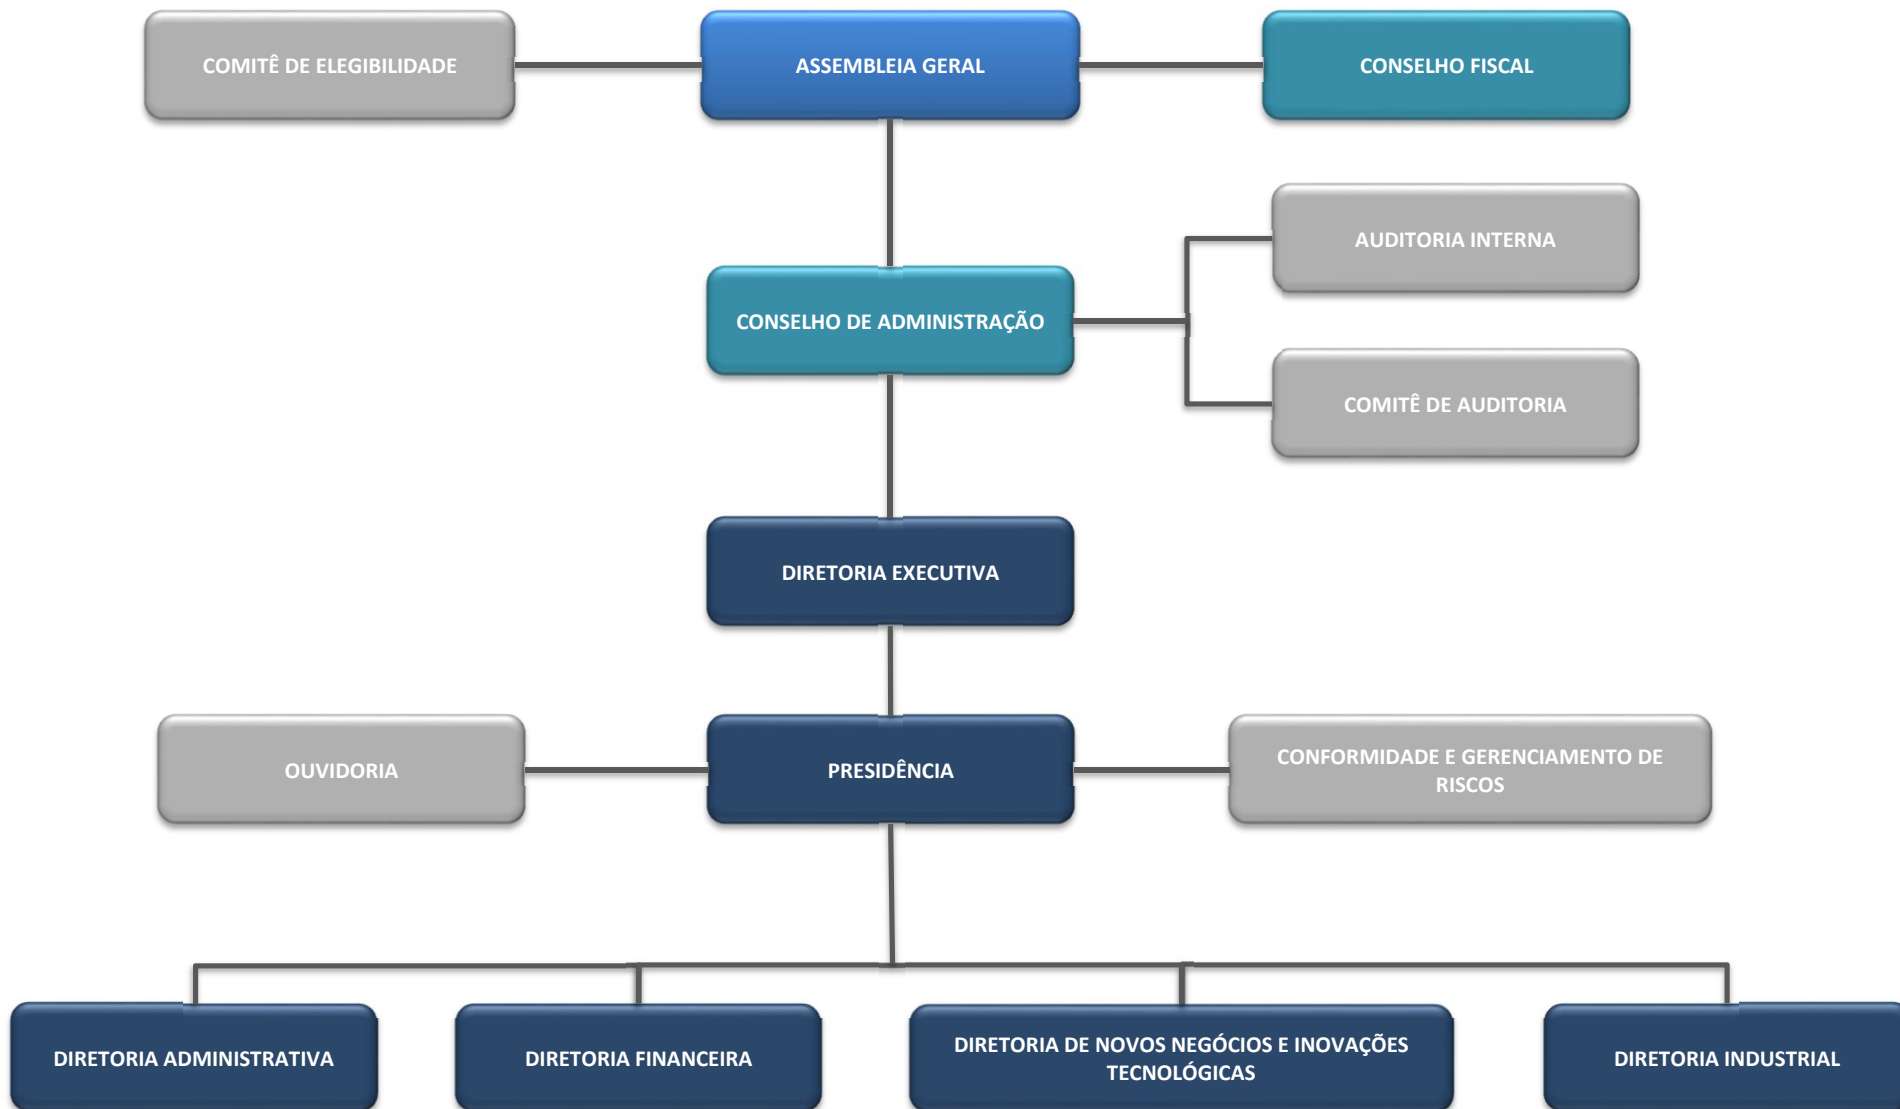 COMITÊ DE ELEGIBILIDADE
ASSEMBLEIA GERAL
CONSELHO FISCAL
AUDITORIA INTERNA
CONSELHO DE ADMINISTRAÇÃO
COMITÊ DE AUDITORIA
DIRETORIA EXECUTIVA
OUVIDORIA
PRESIDÊNCIA
CONFORMIDADE E GERENCIAMENTO DE
RISCOS
DIRETORIA ADMINISTRATIVA
DIRETORIA FINANCEIRA
DIRETORIA DE NOVOS NEGÓCIOS E INOVAÇÕES
TECNOLÓGICAS
DIRETORIA INDUSTRIAL